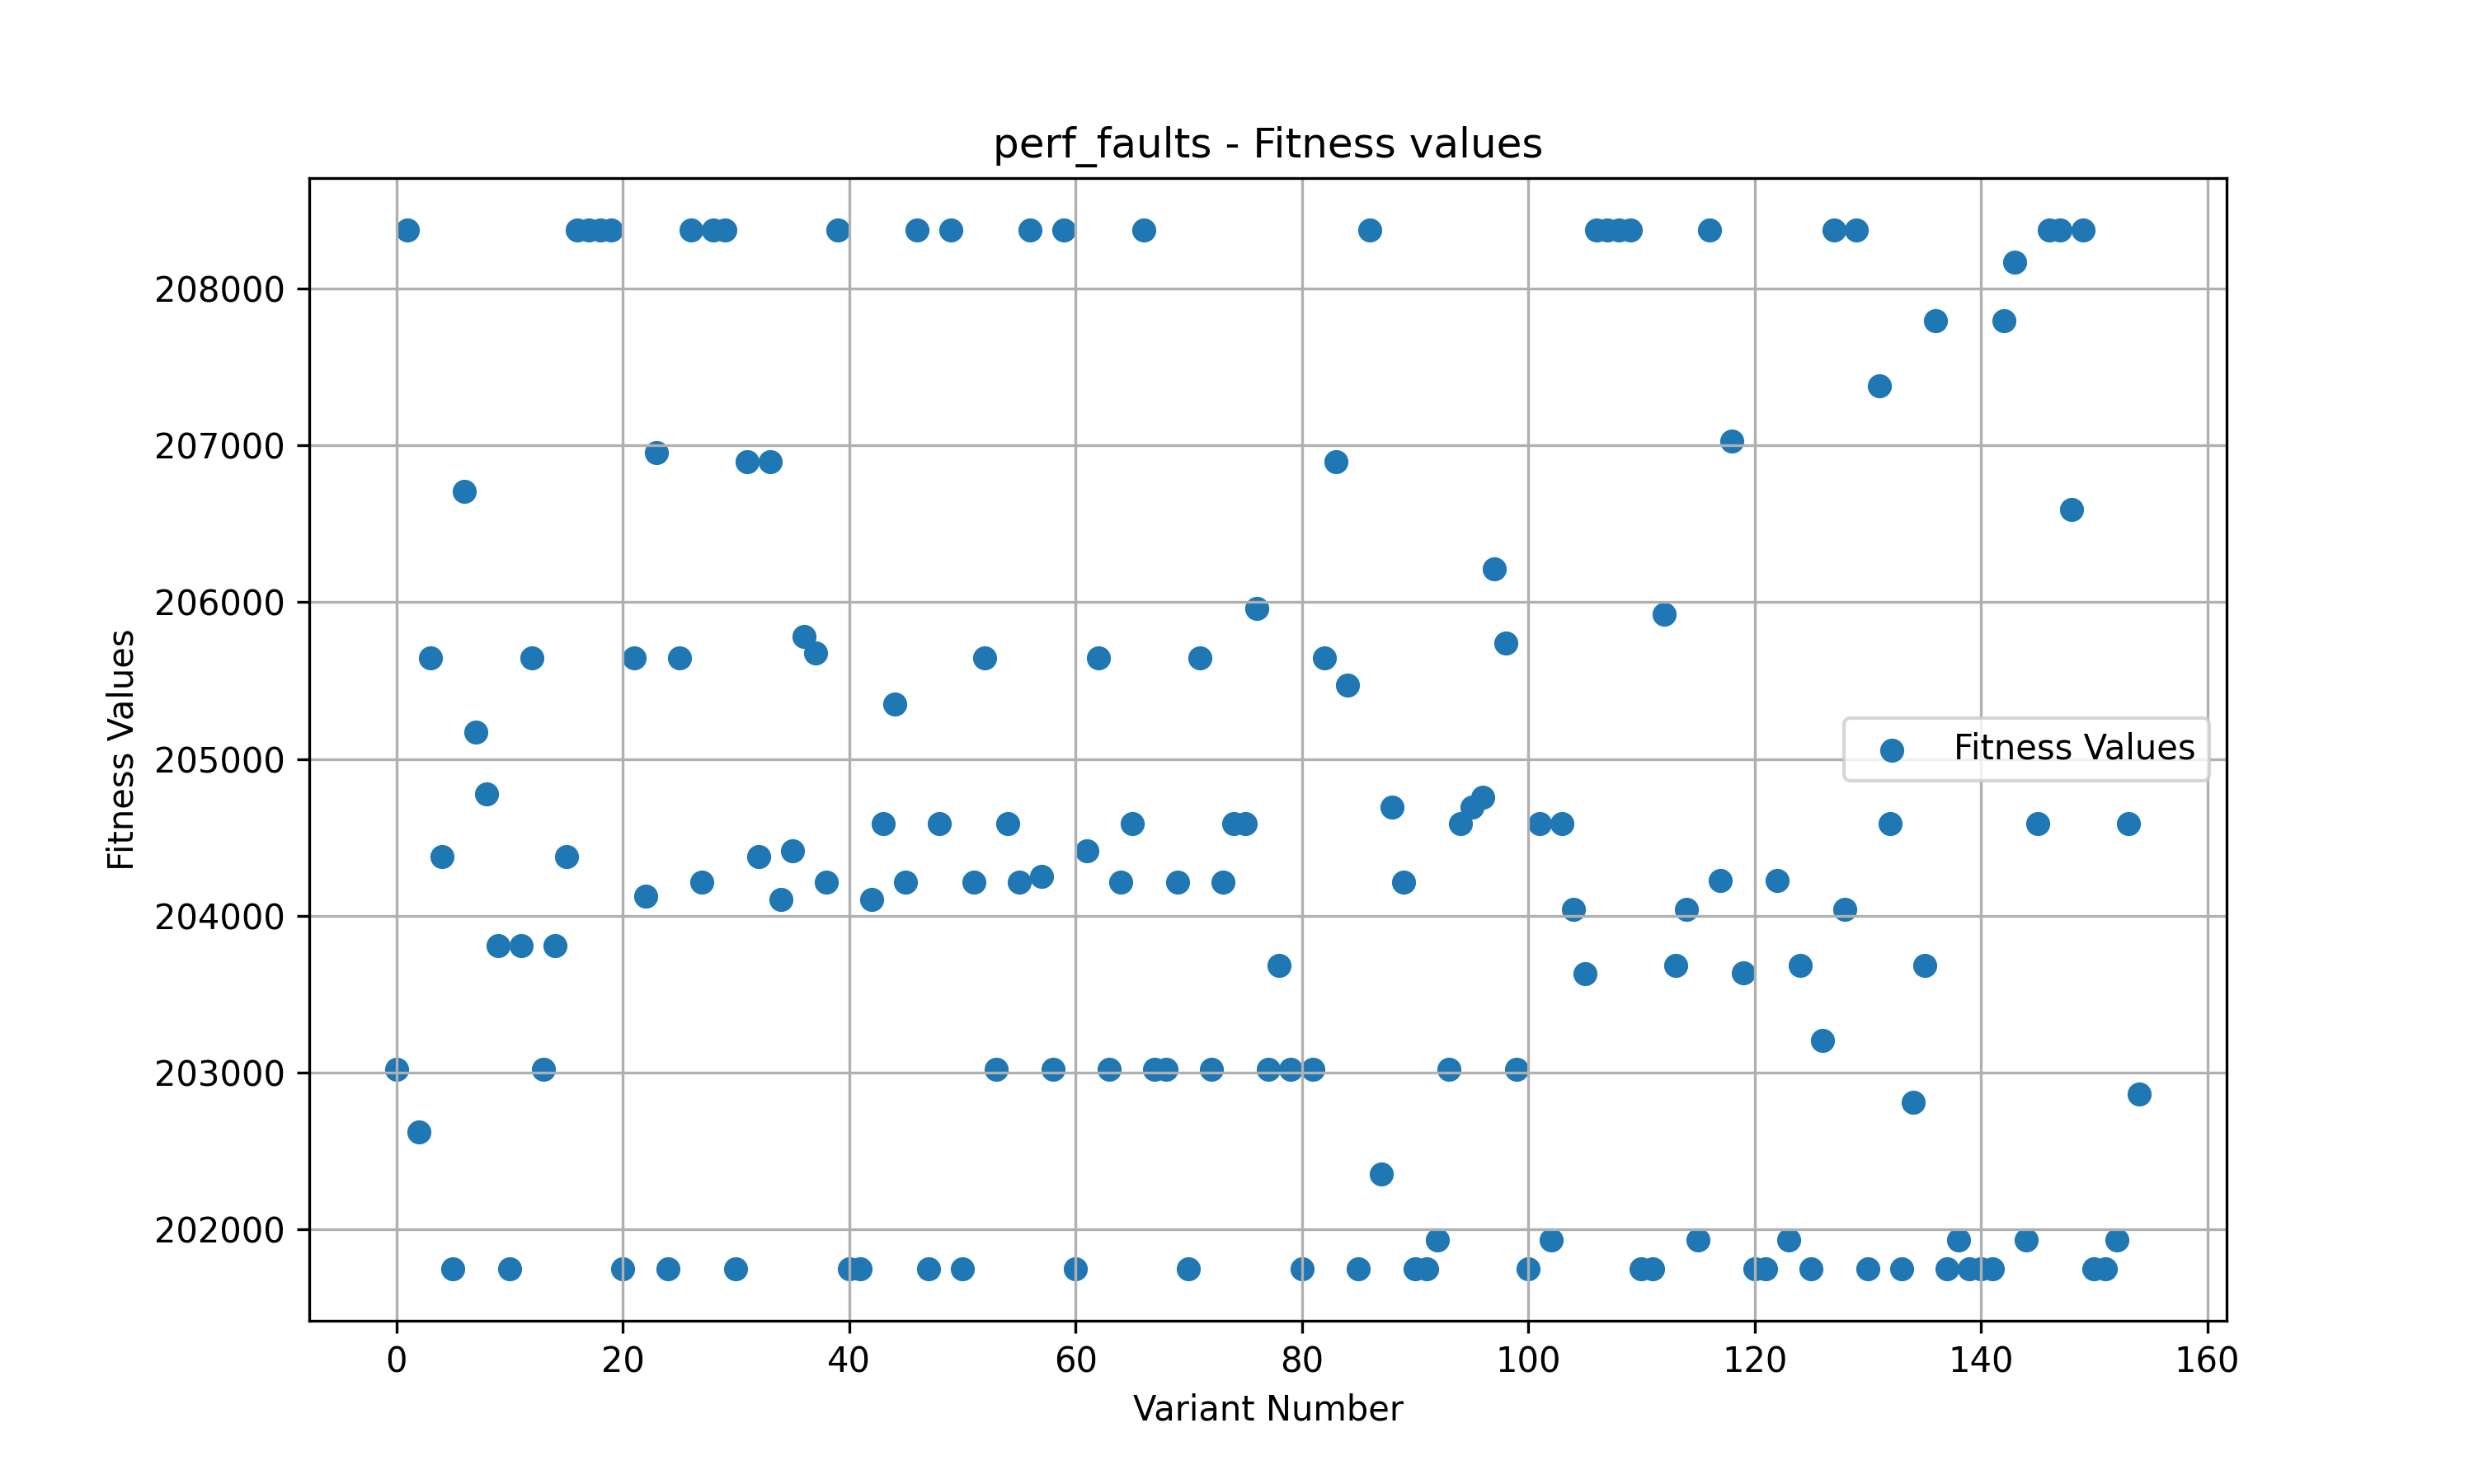 perf_faults - Fitness values
Fitness Values
208000
207000
206000
205000
204000
203000
202000
Fitness Values
0 20 40 60 80 100 120 140 160
Variant Number